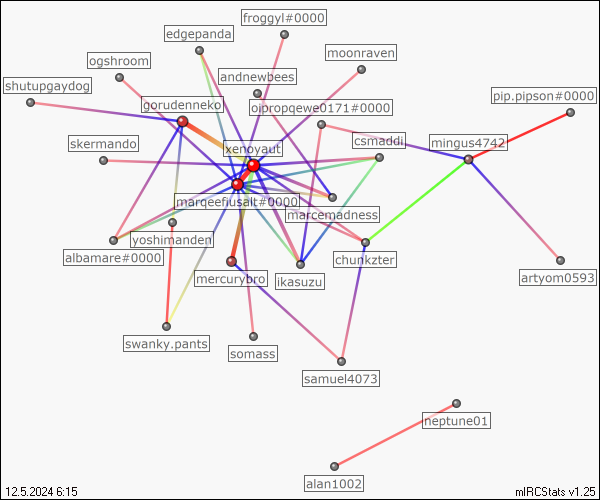 froggyl#0000
edgepanda
moonraven
ogshroom
andnewbees
shutupgaydog
pip.pipson#0000
gorudenneko
oipropqewe0171#0000
skermando
csmaddi
mingus4742
xenoyaut
marqeefiusalt#0000
marcemadness
yoshimanden
albamare#0000
chunkzter
mercurybro
ikasuzu
artyom0593
swanky.pants
somass
samuel4073
neptune01
alan1002
12.5.2024 6:15
mIRCStats v1.25